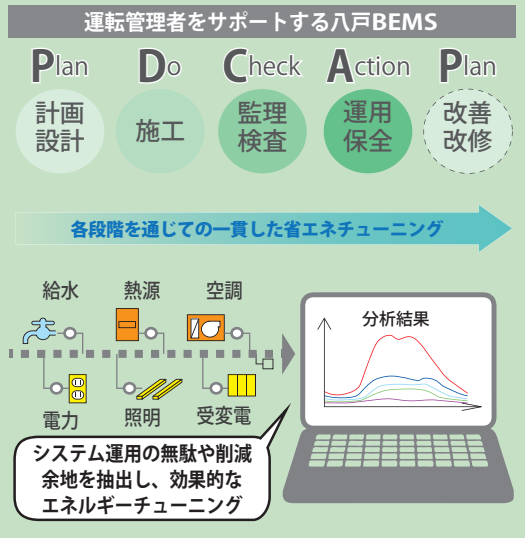 運転管理者をサポートする八戸BEMS
Plan Do Check Action Plan
計画 施工 監理 運用 改善
設計 検査 保全 改修
各段階を通じての一貫した省エネチューニング
給水 熱源 空調
分析結果
電力 照明 受変電
システム運用の無駄や削減
余地を抽出し、効果的な
エネルギーチューニング